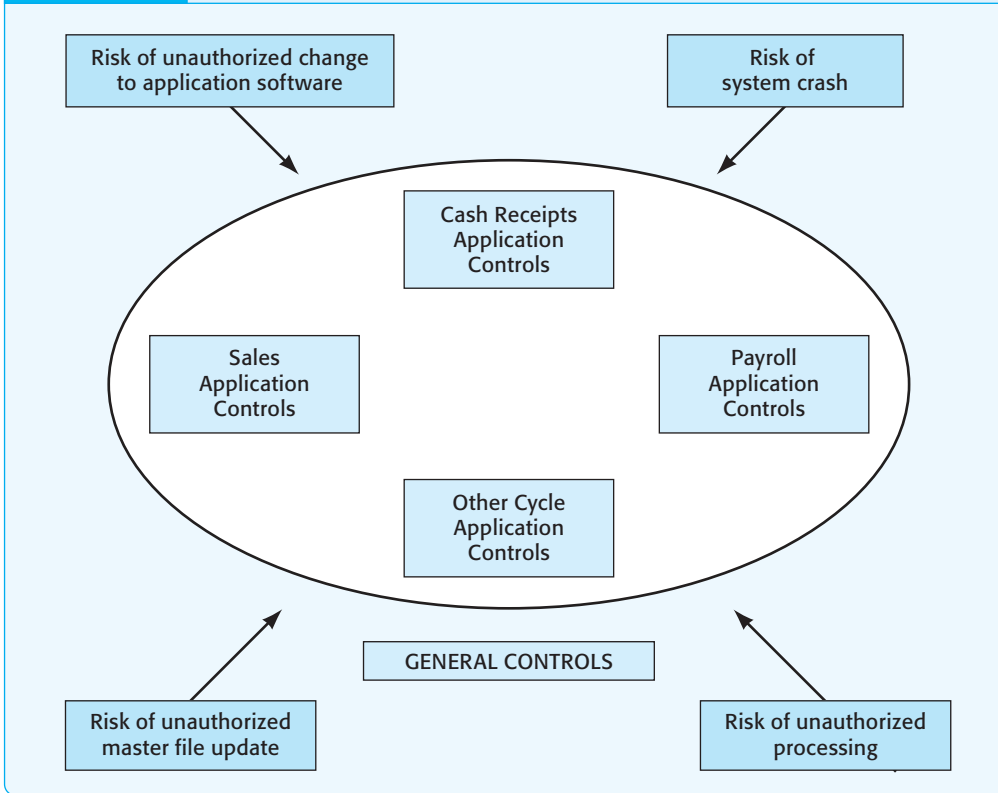 Risk of unauthorized change
to application software
Risk of
system crash
Cash Receipts
Application
Controls
Sales
Application
Controls
Payroll
Application
Controls
Other Cycle
Application
Controls
GENERAL CONTROLS
Risk of unauthorized
master file update
Risk of unauthorized
processing